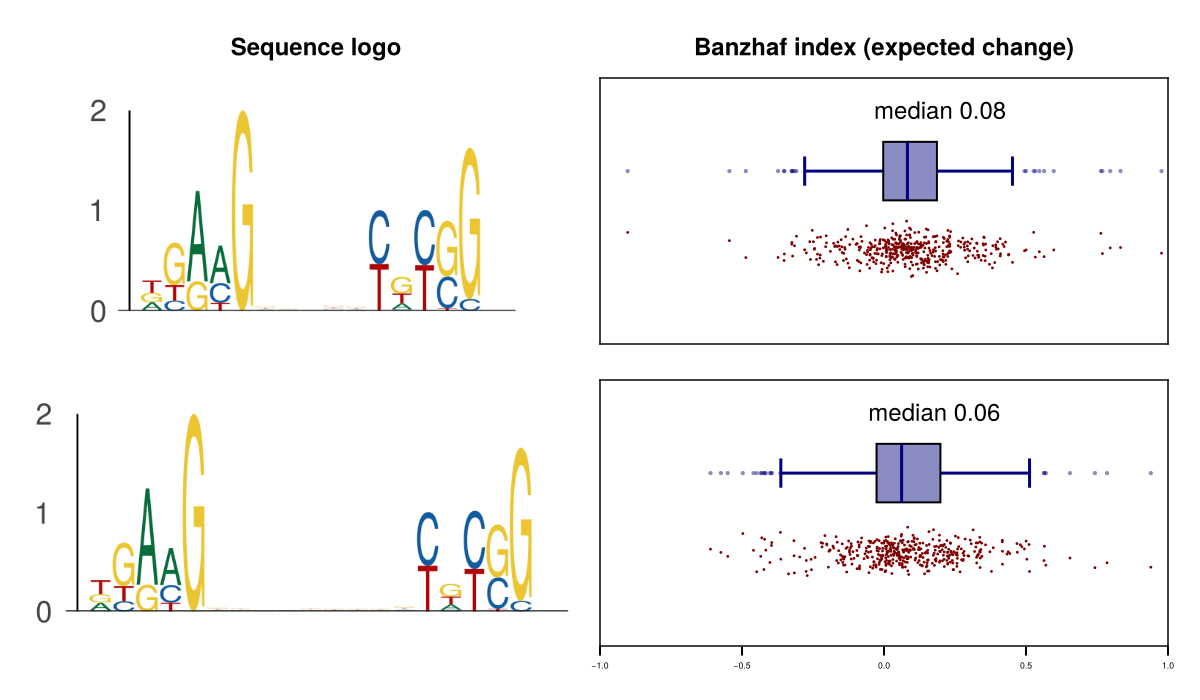 Sequence logo
Banzhaf index (expected change)
2
1
0
T G A
G T C
A G
A C T
G
C T
G T A
C T
G C T
G C
median 0.08
2
1
0
T G A
G T C
A G
A C T
G
C T
G T A
C T
G C
G C
median 0.06
−1.0 −0.5 0.0 0.5 1.0